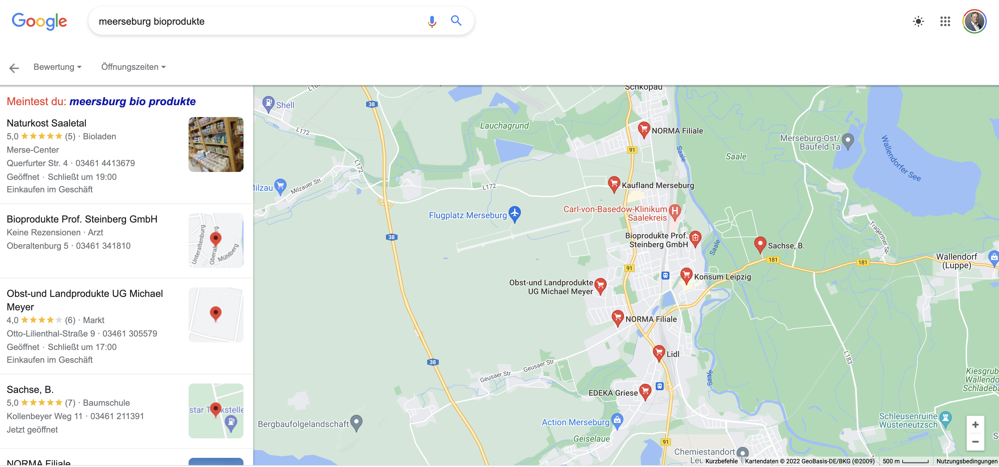 Google
meerseburg bioprodukte
Bewertung
Öffnungszeiten
Meintest du: meersburg bio produkte
Naturkost Saaletal
5,0 (5) · Bioladen
Merse-Center
Querfurter Str. 4 · 03461 4413679
Geöffnet · Schließt um 19:00
Einkaufen im Geschäft
Bioprodukte Prof. Steinberg GmbH
Keine Rezensionen · Arzt
Oberaltenburg 5 · 03461 341810
Unteraltenburg
Mühlberg
Obst-und Landprodukte UG Michael
Meyer
4,0 (6) · Markt
Otto-Lilienthal-Straße 9 · 03461 305579
Geöffnet · Schließt um 17:00
Einkaufen im Geschäft
Sachse, B.
5,0 (7) · Baumschule
Kollenbeyer Weg 11 · 03461 211391
Jetzt geöffnet
star
NORMA Filiale
Schkopau
Shell
38
L172
Lauchagrund
NORMA Filiale
91
Saale
Saale
Merseburg-Ost/
Baufeld 1a
Wallendorfer See
L172
Milzauer Str.
L172
Kaufland Merseburg
Flugplatz Merseburg
Carl-von-Basedow-Klinikum
Saalekreis
H
38
Bioprodukte Prof.
Steinberg GmbH
Saale
Sachse, B.
Tragarther Str.
181
181
Wallendorf
(Luppe)
91
Konsum Leipzig
Obst-und Landprodukte
UG Michael Meyer
NORMA Filiale
Lidl
38
Geusaer Str.
Geusaer Str.
Saale
L183
EDEKA Griese
Action Merseburg
Bergbaufolgelandschaft
Geiselaue
91
Schleusenruine
Wüsteneutzsch
Chemiestandort
+
−
Kurzbefehle
Kartendaten © 2022 GeoBasis-DE/BKG (©2009)
500 m
Nutzungsbedingungen